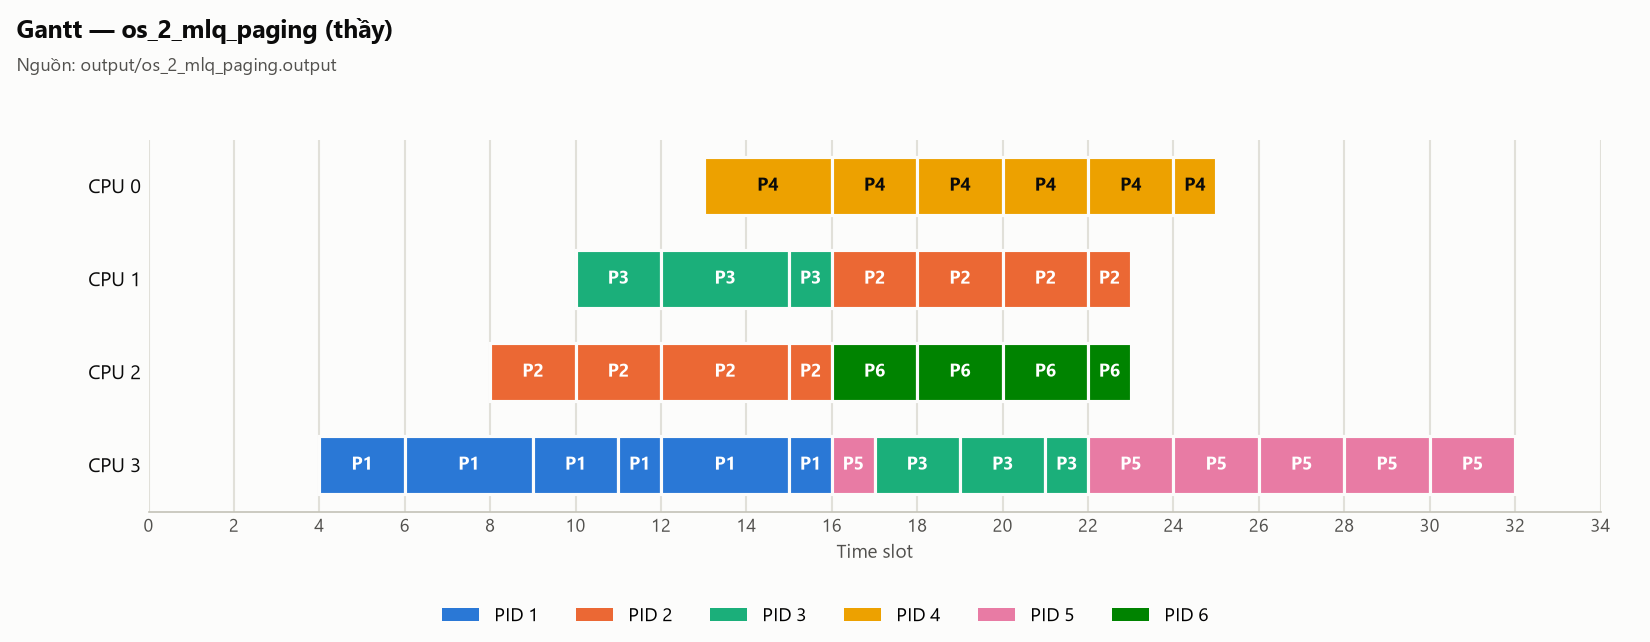 Gantt — os_2_mlq_paging (thầy)
Nguồn: output/os_2_mlq_paging.output
CPU 0 P4 P4 P4 P4 P4 P4
CPU 1 P3 P3 P3 P2 P2 P2 P2
CPU 2 P2 P2 P2 P2 P6 P6 P6 P6
CPU 3 P1 P1 P1 P1 P1 P1 P5 P3 P3 P3 P5 P5 P5 P5 P5
0 2 4 6 8 10 12 14 16 18 20 22 24 26 28 30 32 34
Time slot
PID 1 PID 2 PID 3 PID 4 PID 5 PID 6